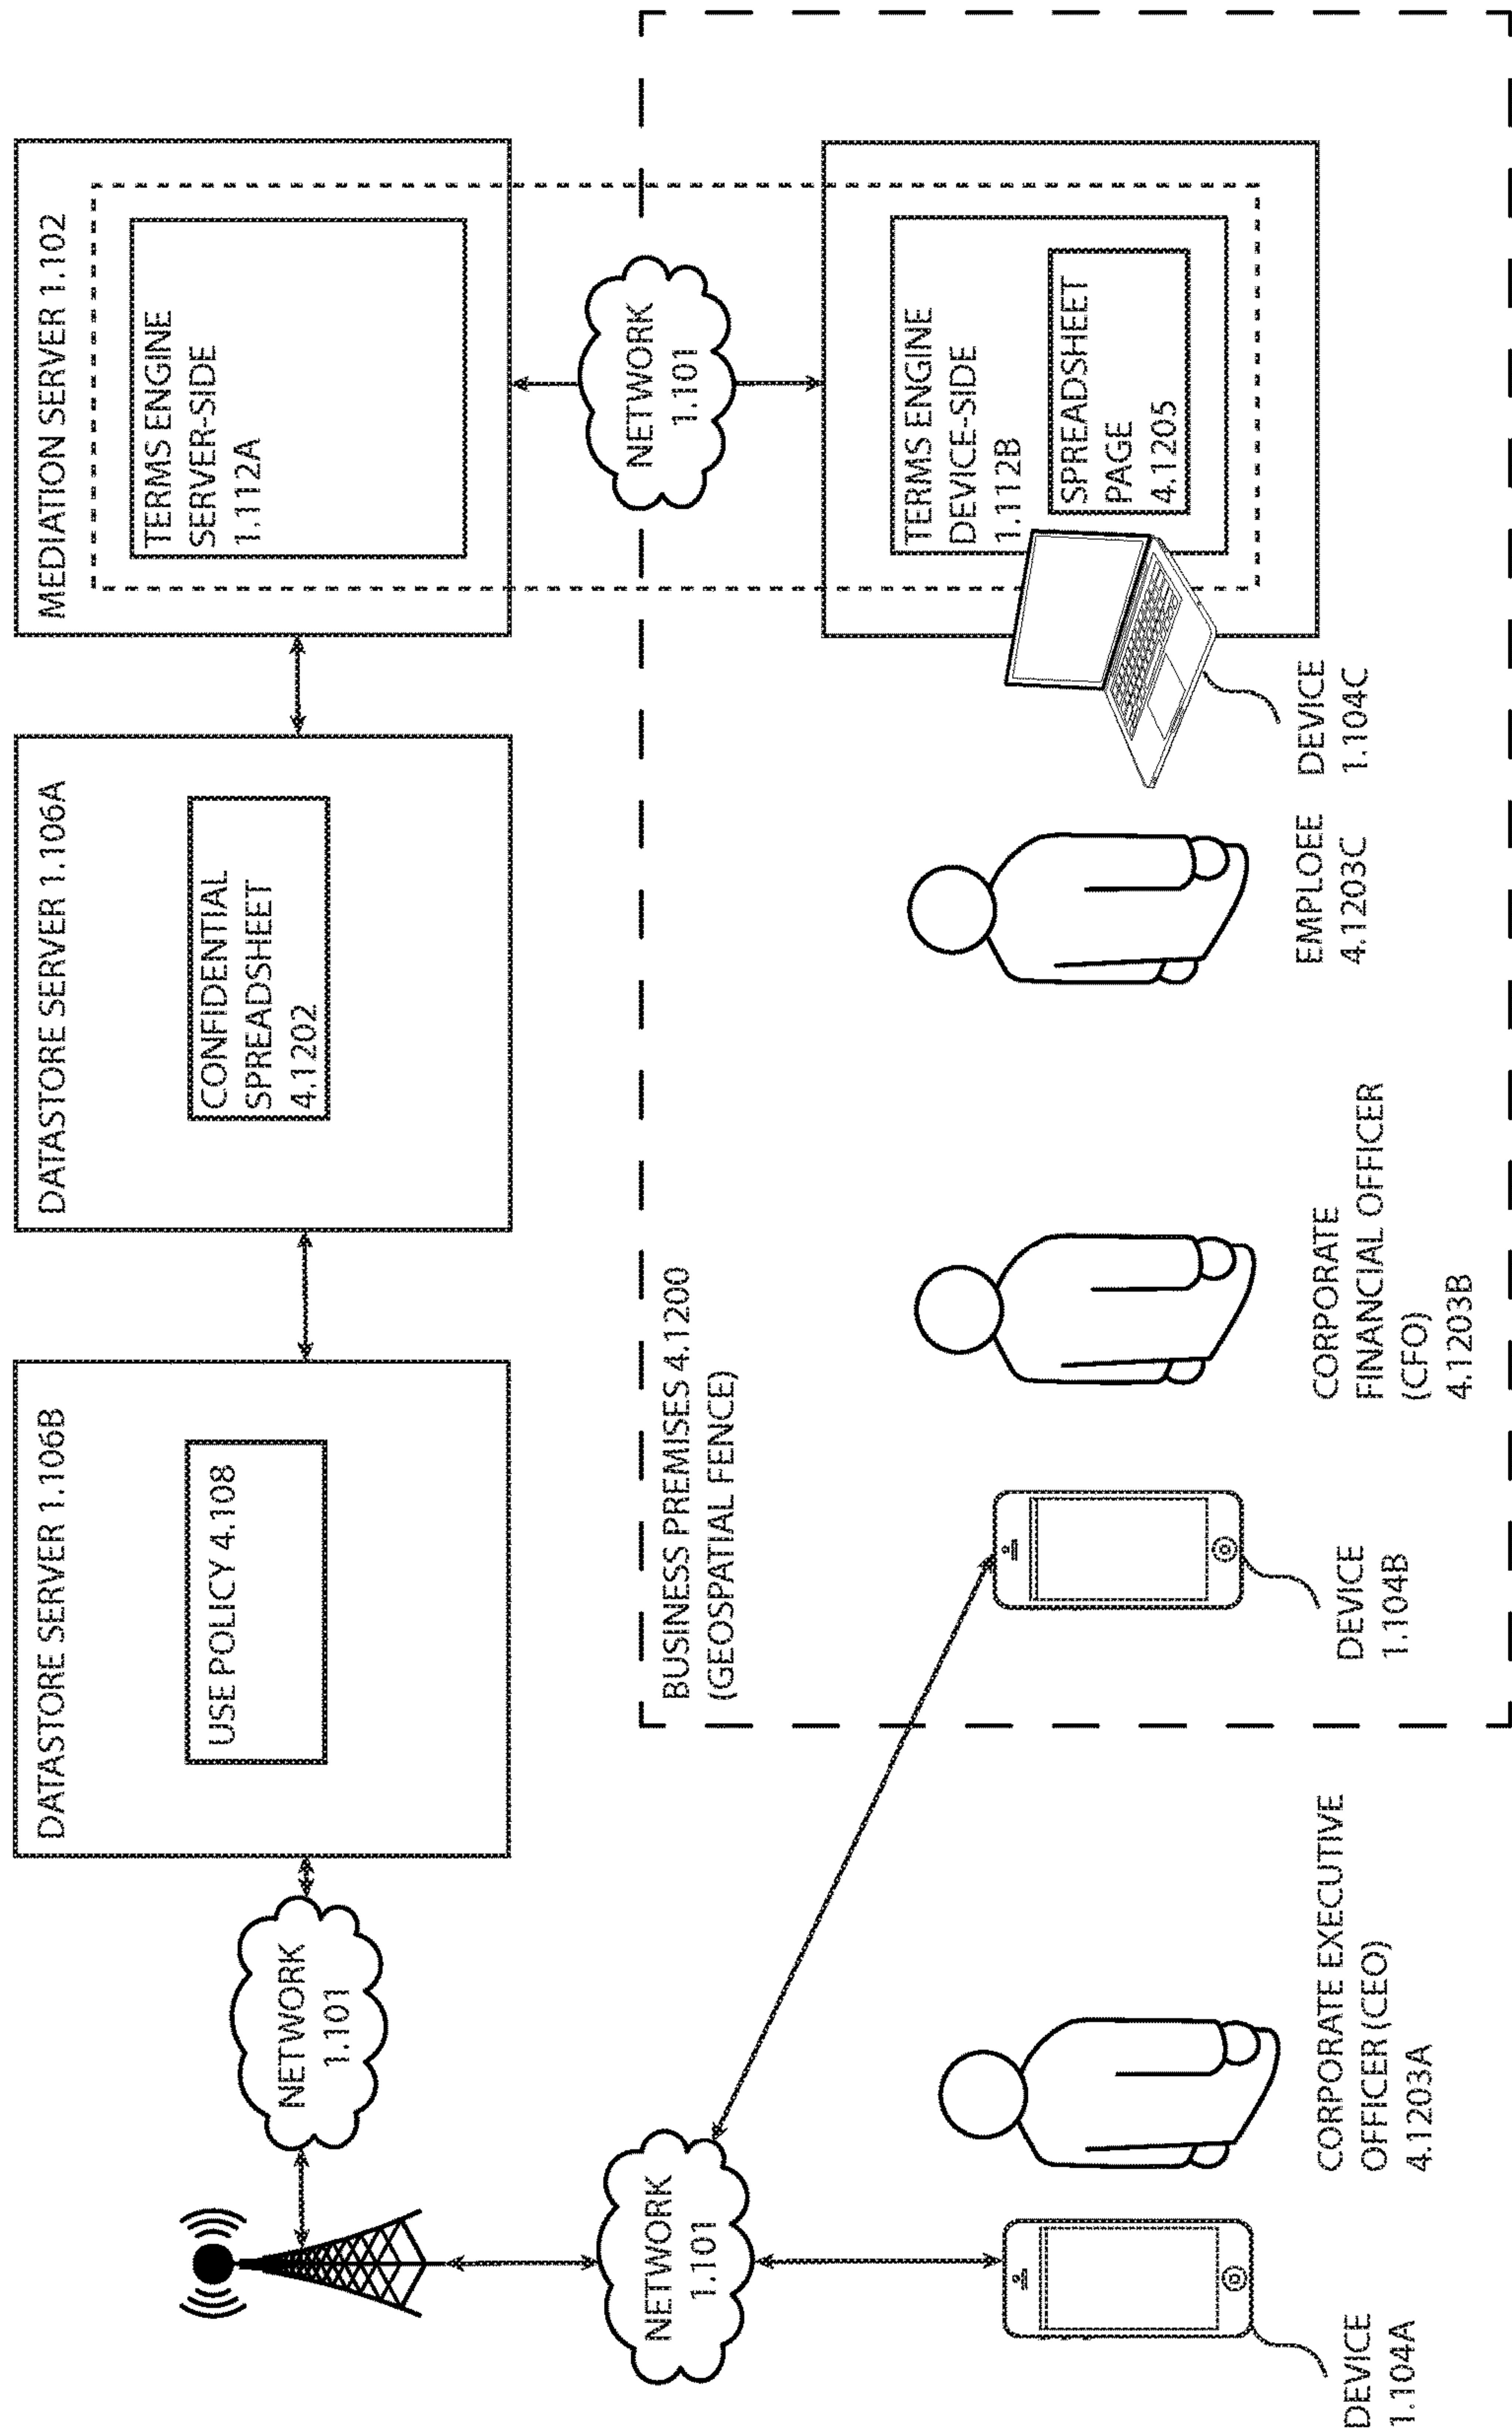 DATASTORE SERVER 1.106B
USE POLICY 4.108
DATASTORE SERVER 1.106A
CONFIDENTIAL
SPREADSHEET
4.1202
MEDIATION SERVER 1.102
TERMS ENGINE
SERVER-SIDE
1.112A
NETWORK
1.101
NETWORK
1.101
NETWORK
1.101
BUSINESS PREMISES 4.1200
(GEOSPATIAL FENCE)
TERMS ENGINE
DEVICE-SIDE
1.112B
SPREADSHEET
PAGE
4.1205
DEVICE
1.104A
CORPORATE EXECUTIVE
OFFICER (CEO)
4.1203A
DEVICE
1.104B
CORPORATE
FINANCIAL OFFICER
(CFO)
4.1203B
EMPLOEE
4.1203C
DEVICE
1.104C